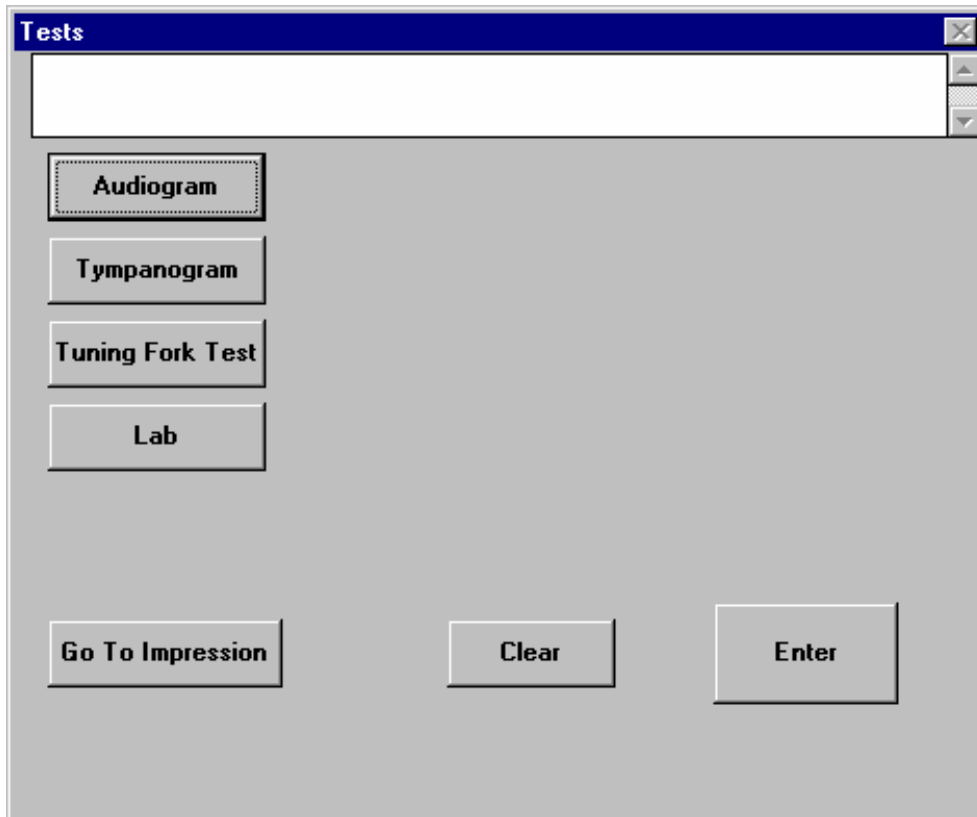 Tests
Audiogram
Tympanogram
Tuning Fork Test
Lab
Go To Impression
Clear
Enter